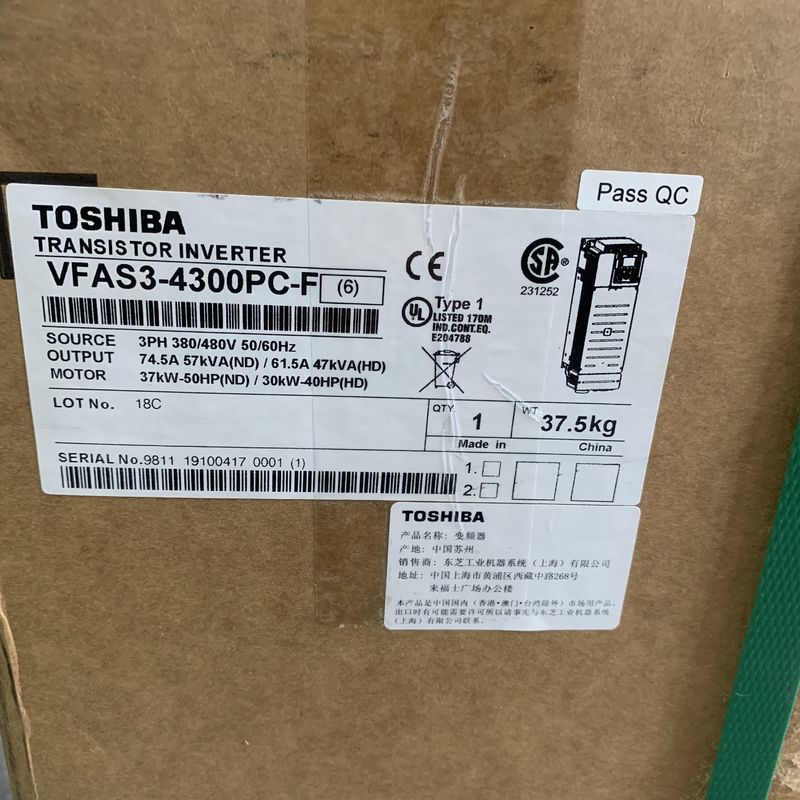 Pass QC
TOSHIBA
TRANSISTOR INVERTER
VFAS3-4300PC-F (6)
CE
SA ®
231252
UL Type 1
LISTED 170M
IND.CONT.EQ.
E204788
SOURCE 3PH 380/480V 50/60Hz
OUTPUT 74.5A 57kVA(ND) / 61.5A 47kVA(HD)
MOTOR 37kW-50HP(ND) / 30kW-40HP(HD)
LOT No. 18C
QTY. 1 WT. 37.5kg
Made in China
SERIAL No.9811 19100417 0001 (1)
1.
2.
TOSHIBA
产品名称: 变频器
产地: 中国苏州
销售商: 东芝工业机器系统（上海）有限公司
地址: 中国上海市黄浦区西藏中路268号
来福士广场办公楼
本产品是中国国内（香港·澳门·台湾除外）市场用产品。
出口时有可能需要许可所以请事先与东芝工业机器系统
（上海）有限公司联系。